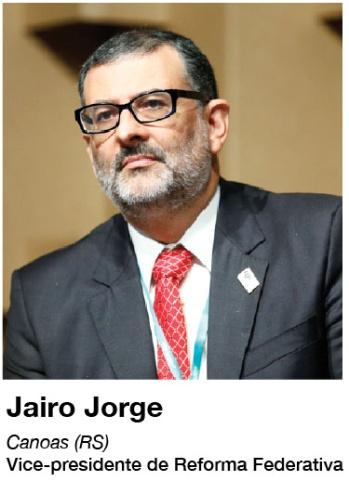 Jairo Jorge
Canoas (RS)
Vice-presidente de Reforma Federativa